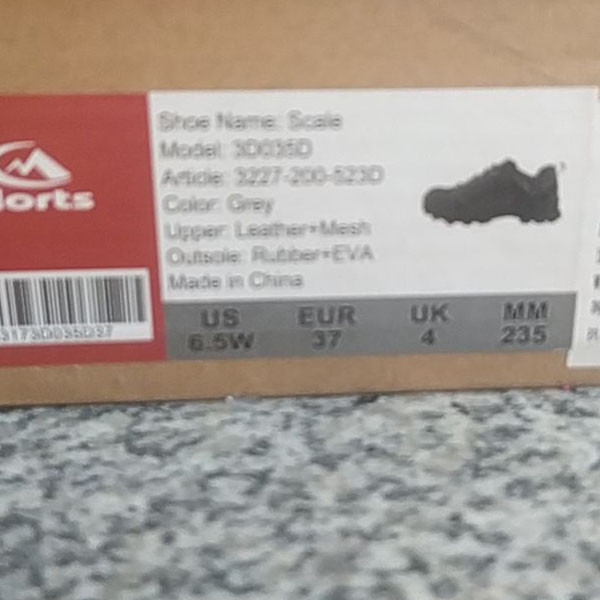 Shoe Name: Scale
Model: 3D035D
Article: 3227-200-523D
Color: Grey
Upper: Leather+Mesh
Outsole: Rubber+EVA
Made in China
US EUR UK MM
6.5W 37 4 235